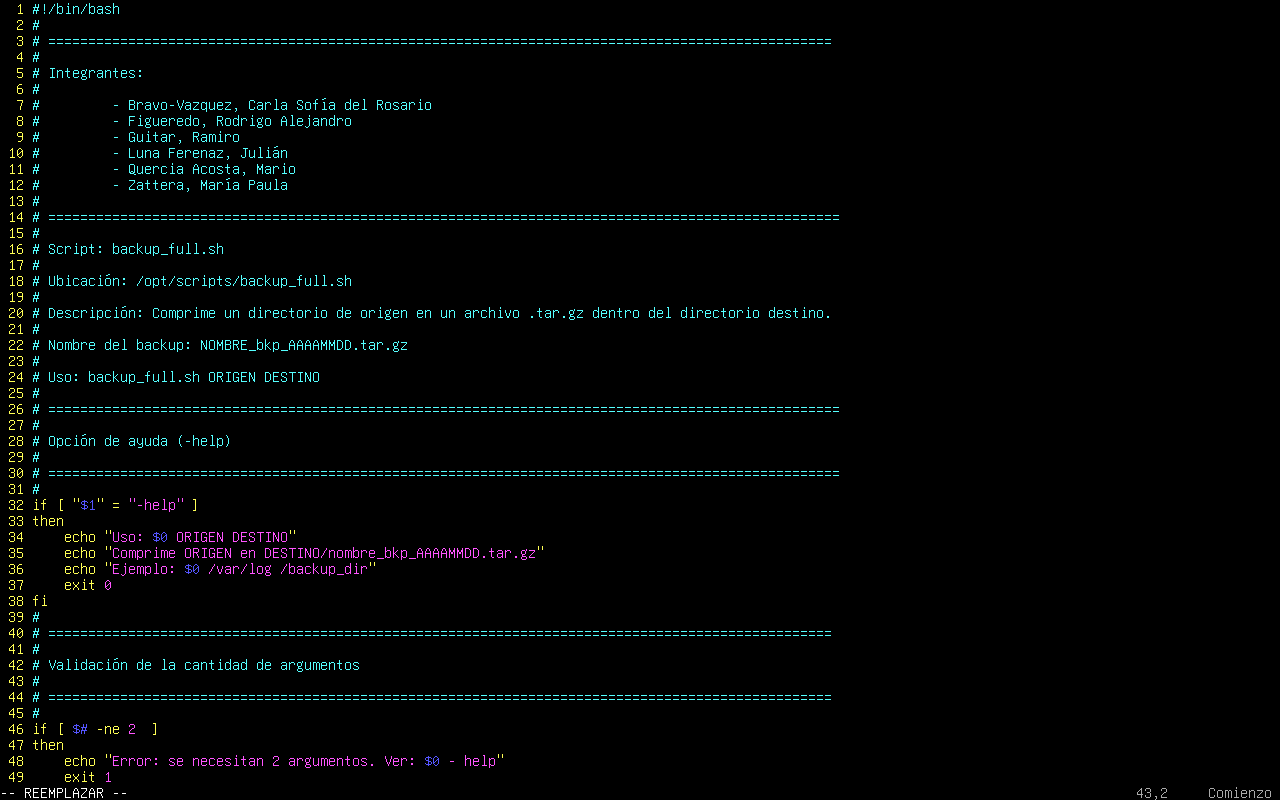 1 #!/bin/bash
2 #
3 # ==================================================================================================
4 #
5 # Integrantes:
6 #
7 #         - Bravo-Vazquez, Carla Sofía del Rosario
8 #         - Figueredo, Rodrigo Alejandro
9 #         - Guitar, Ramiro
10 #         - Luna Ferenaz, Julián
11 #         - Quercia Acosta, Mario
12 #         - Zattera, María Paula
13 #
14 # ===================================================================================================
15 #
16 # Script: backup_full.sh
17 #
18 # Ubicación: /opt/scripts/backup_full.sh
19 #
20 # Descripción: Comprime un directorio de origen en un archivo .tar.gz dentro del directorio destino.
21 #
22 # Nombre del backup: NOMBRE_bkp_AAAAMMDD.tar.gz
23 #
24 # Uso: backup_full.sh ORIGEN DESTINO
25 #
26 # ===================================================================================================
27 #
28 # Opción de ayuda (-help)
29 #
30 # ===================================================================================================
31 #
32 if [ "$1" = "-help" ]
33 then
34     echo "Uso: $0 ORIGEN DESTINO"
35     echo "Comprime ORIGEN en DESTINO/nombre_bkp_AAAAMMDD.tar.gz"
36     echo "Ejemplo: $0 /var/log /backup_dir"
37     exit 0
38 fi
39 #
40 # ==================================================================================================
41 #
42 # Validación de la cantidad de argumentos
43 #
44 # ==================================================================================================
45 #
46 if [ $# -ne 2  ]
47 then
48     echo "Error: se necesitan 2 argumentos. Ver: $0 - help"
49     exit 1
-- REEMPLAZAR -- 43,2 Comienzo